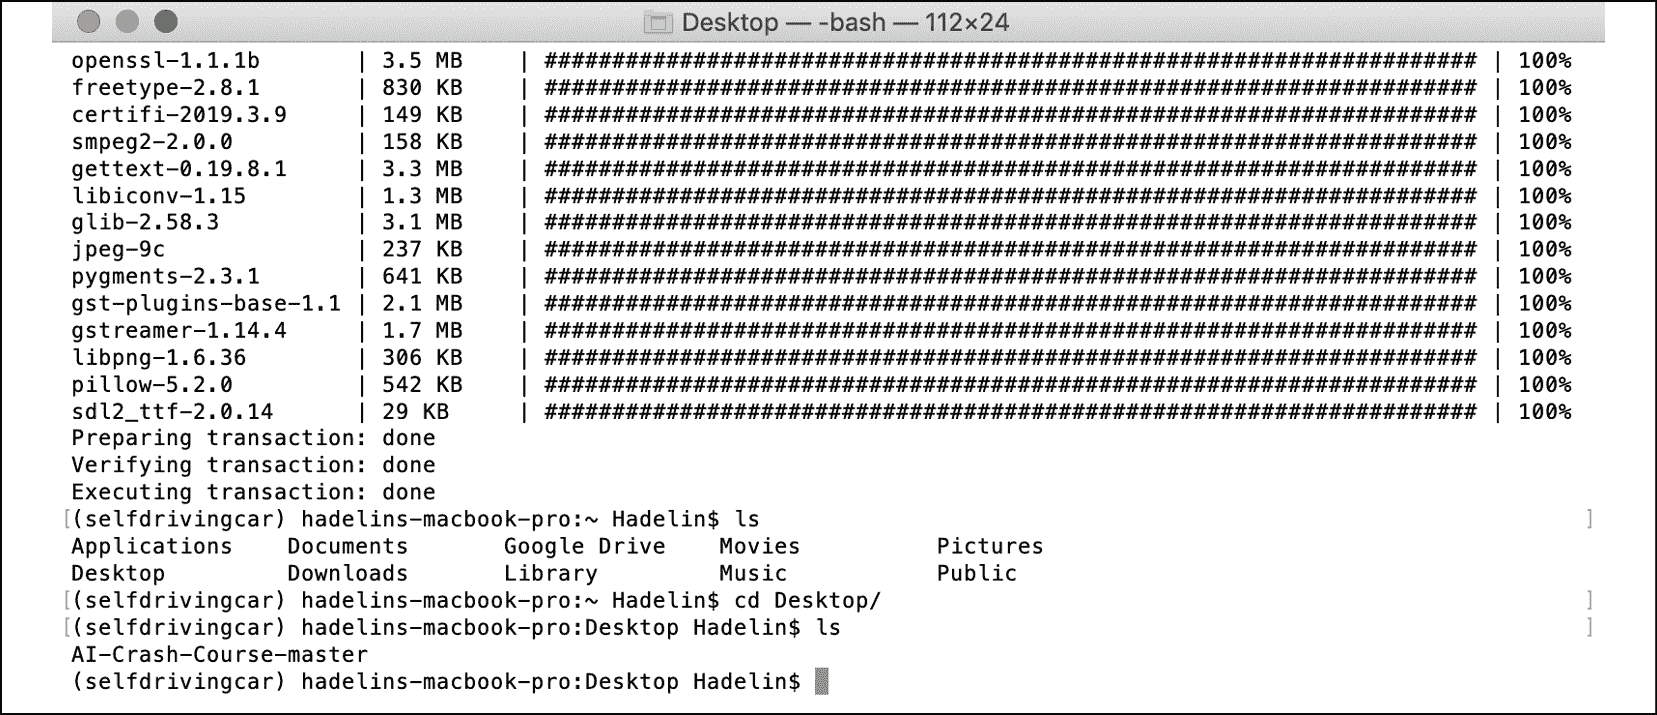 Desktop — -bash — 112×24
openssl-1.1.1b | 3.5 MB | ##################################################################### | 100%
freetype-2.8.1 | 830 KB | ##################################################################### | 100%
certifi-2019.3.9 | 149 KB | ##################################################################### | 100%
smpeg2-2.0.0 | 158 KB | ##################################################################### | 100%
gettext-0.19.8.1 | 3.3 MB | ##################################################################### | 100%
libiconv-1.15 | 1.3 MB | ##################################################################### | 100%
glib-2.58.3 | 3.1 MB | ##################################################################### | 100%
jpeg-9c | 237 KB | ##################################################################### | 100%
pygments-2.3.1 | 641 KB | ##################################################################### | 100%
gst-plugins-base-1.1 | 2.1 MB | ##################################################################### | 100%
gstreamer-1.14.4 | 1.7 MB | ##################################################################### | 100%
libpng-1.6.36 | 306 KB | ##################################################################### | 100%
pillow-5.2.0 | 542 KB | ##################################################################### | 100%
sdl2_ttf-2.0.14 | 29 KB | ##################################################################### | 100%
Preparing transaction: done
Verifying transaction: done
Executing transaction: done
[(selfdrivingcar) hadelins-macbook-pro:~ Hadelin$ ls ]
Applications Documents Google Drive Movies Pictures
Desktop Downloads Library Music Public
[(selfdrivingcar) hadelins-macbook-pro:~ Hadelin$ cd Desktop/ ]
[(selfdrivingcar) hadelins-macbook-pro:Desktop Hadelin$ ls ]
AI-Crash-Course-master
(selfdrivingcar) hadelins-macbook-pro:Desktop Hadelin$